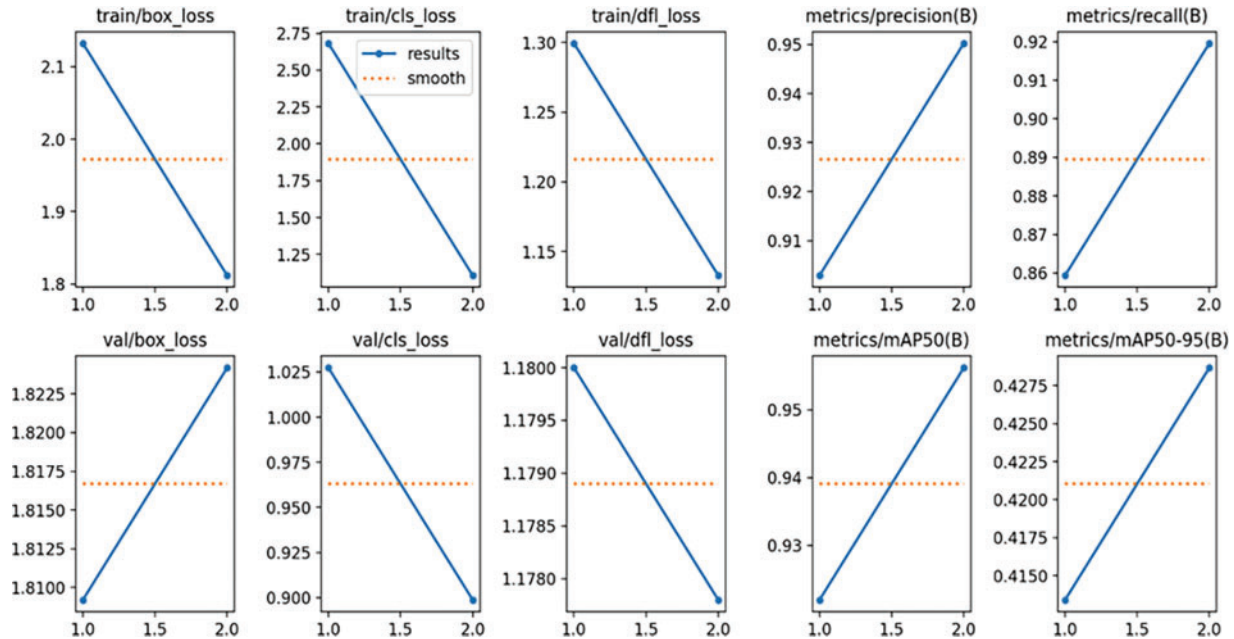 train/box_loss
2.1
2.0
1.9
1.8
1.0 1.5 2.0
train/cls_loss
2.75
2.50
2.25
2.00
1.75
1.50
1.25
1.0 1.5 2.0
results
smooth
train/dfl_loss
1.30
1.25
1.20
1.15
1.0 1.5 2.0
metrics/precision(B)
0.95
0.94
0.93
0.92
0.91
1.0 1.5 2.0
metrics/recall(B)
0.92
0.91
0.90
0.89
0.88
0.87
0.86
1.0 1.5 2.0
val/box_loss
1.8225
1.8200
1.8175
1.8150
1.8125
1.8100
1.0 1.5 2.0
val/cls_loss
1.025
1.000
0.975
0.950
0.925
0.900
1.0 1.5 2.0
val/dfl_loss
1.1800
1.1795
1.1790
1.1785
1.1780
1.0 1.5 2.0
metrics/mAP50(B)
0.95
0.94
0.93
1.0 1.5 2.0
metrics/mAP50-95(B)
0.4275
0.4250
0.4225
0.4200
0.4175
0.4150
1.0 1.5 2.0